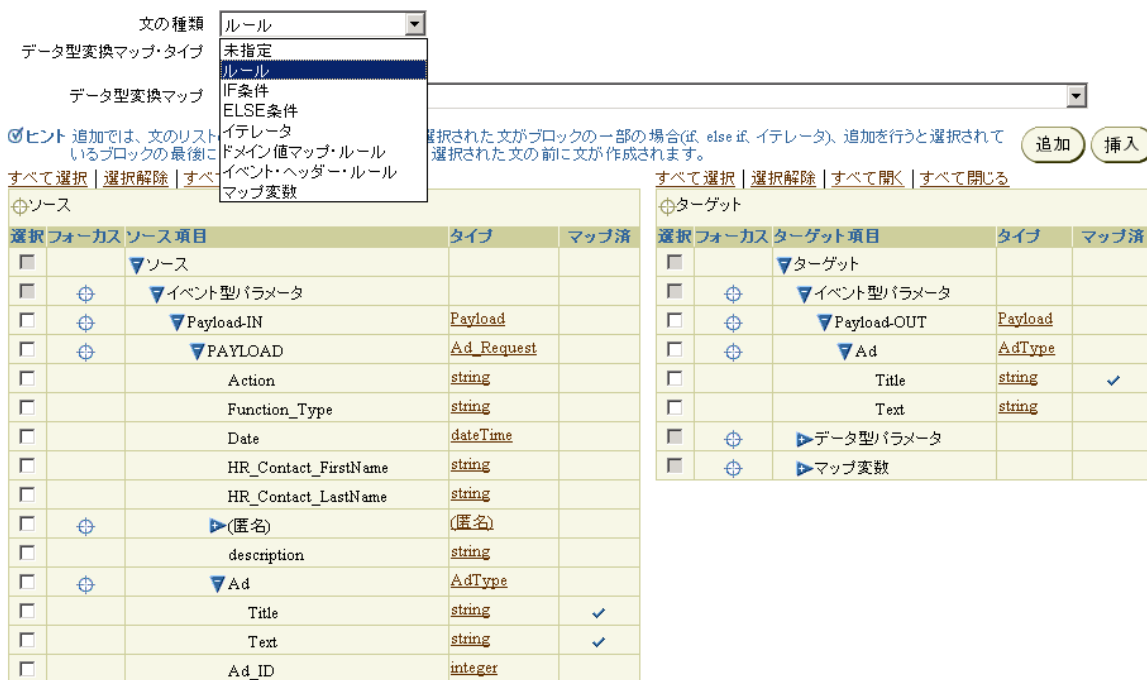 文の種類 ルール
未指定
データ型変換マップ・タイプ
ルール
IF条件
データ型変換マップ
ELSE条件
イテレータ
ドメイン値マップ・ルール
イベント・ヘッダー・ルール
マップ変数
ヒント 追加では、文のリスト 選択された文がブロックの一部の場合(if、else if、イテレータ)、追加を行うと選択されて
いるブロックの最後に 選択された文の前に文が作成されます。
追加 挿入
すべて選択 | 選択解除 | すべ
すべて選択 | 選択解除 | すべて開く | すべて閉じる
ソース
ターゲット
選択 フォーカス ソース項目 タイプ マップ済
選択 フォーカス ターゲット項目 タイプ マップ済
ソース
ターゲット
イベント型パラメータ
イベント型パラメータ
Payload-IN Payload
Payload-OUT Payload
PAYLOAD Ad_Request
Ad AdType
Action string
Title string
Function_Type string
Text string
Date dateTime
データ型パラメータ
HR_Contact_FirstName string
マップ変数
HR_Contact_LastName string
(匿名) (匿名)
description string
Ad AdType
Title string
Text string
Ad_ID integer